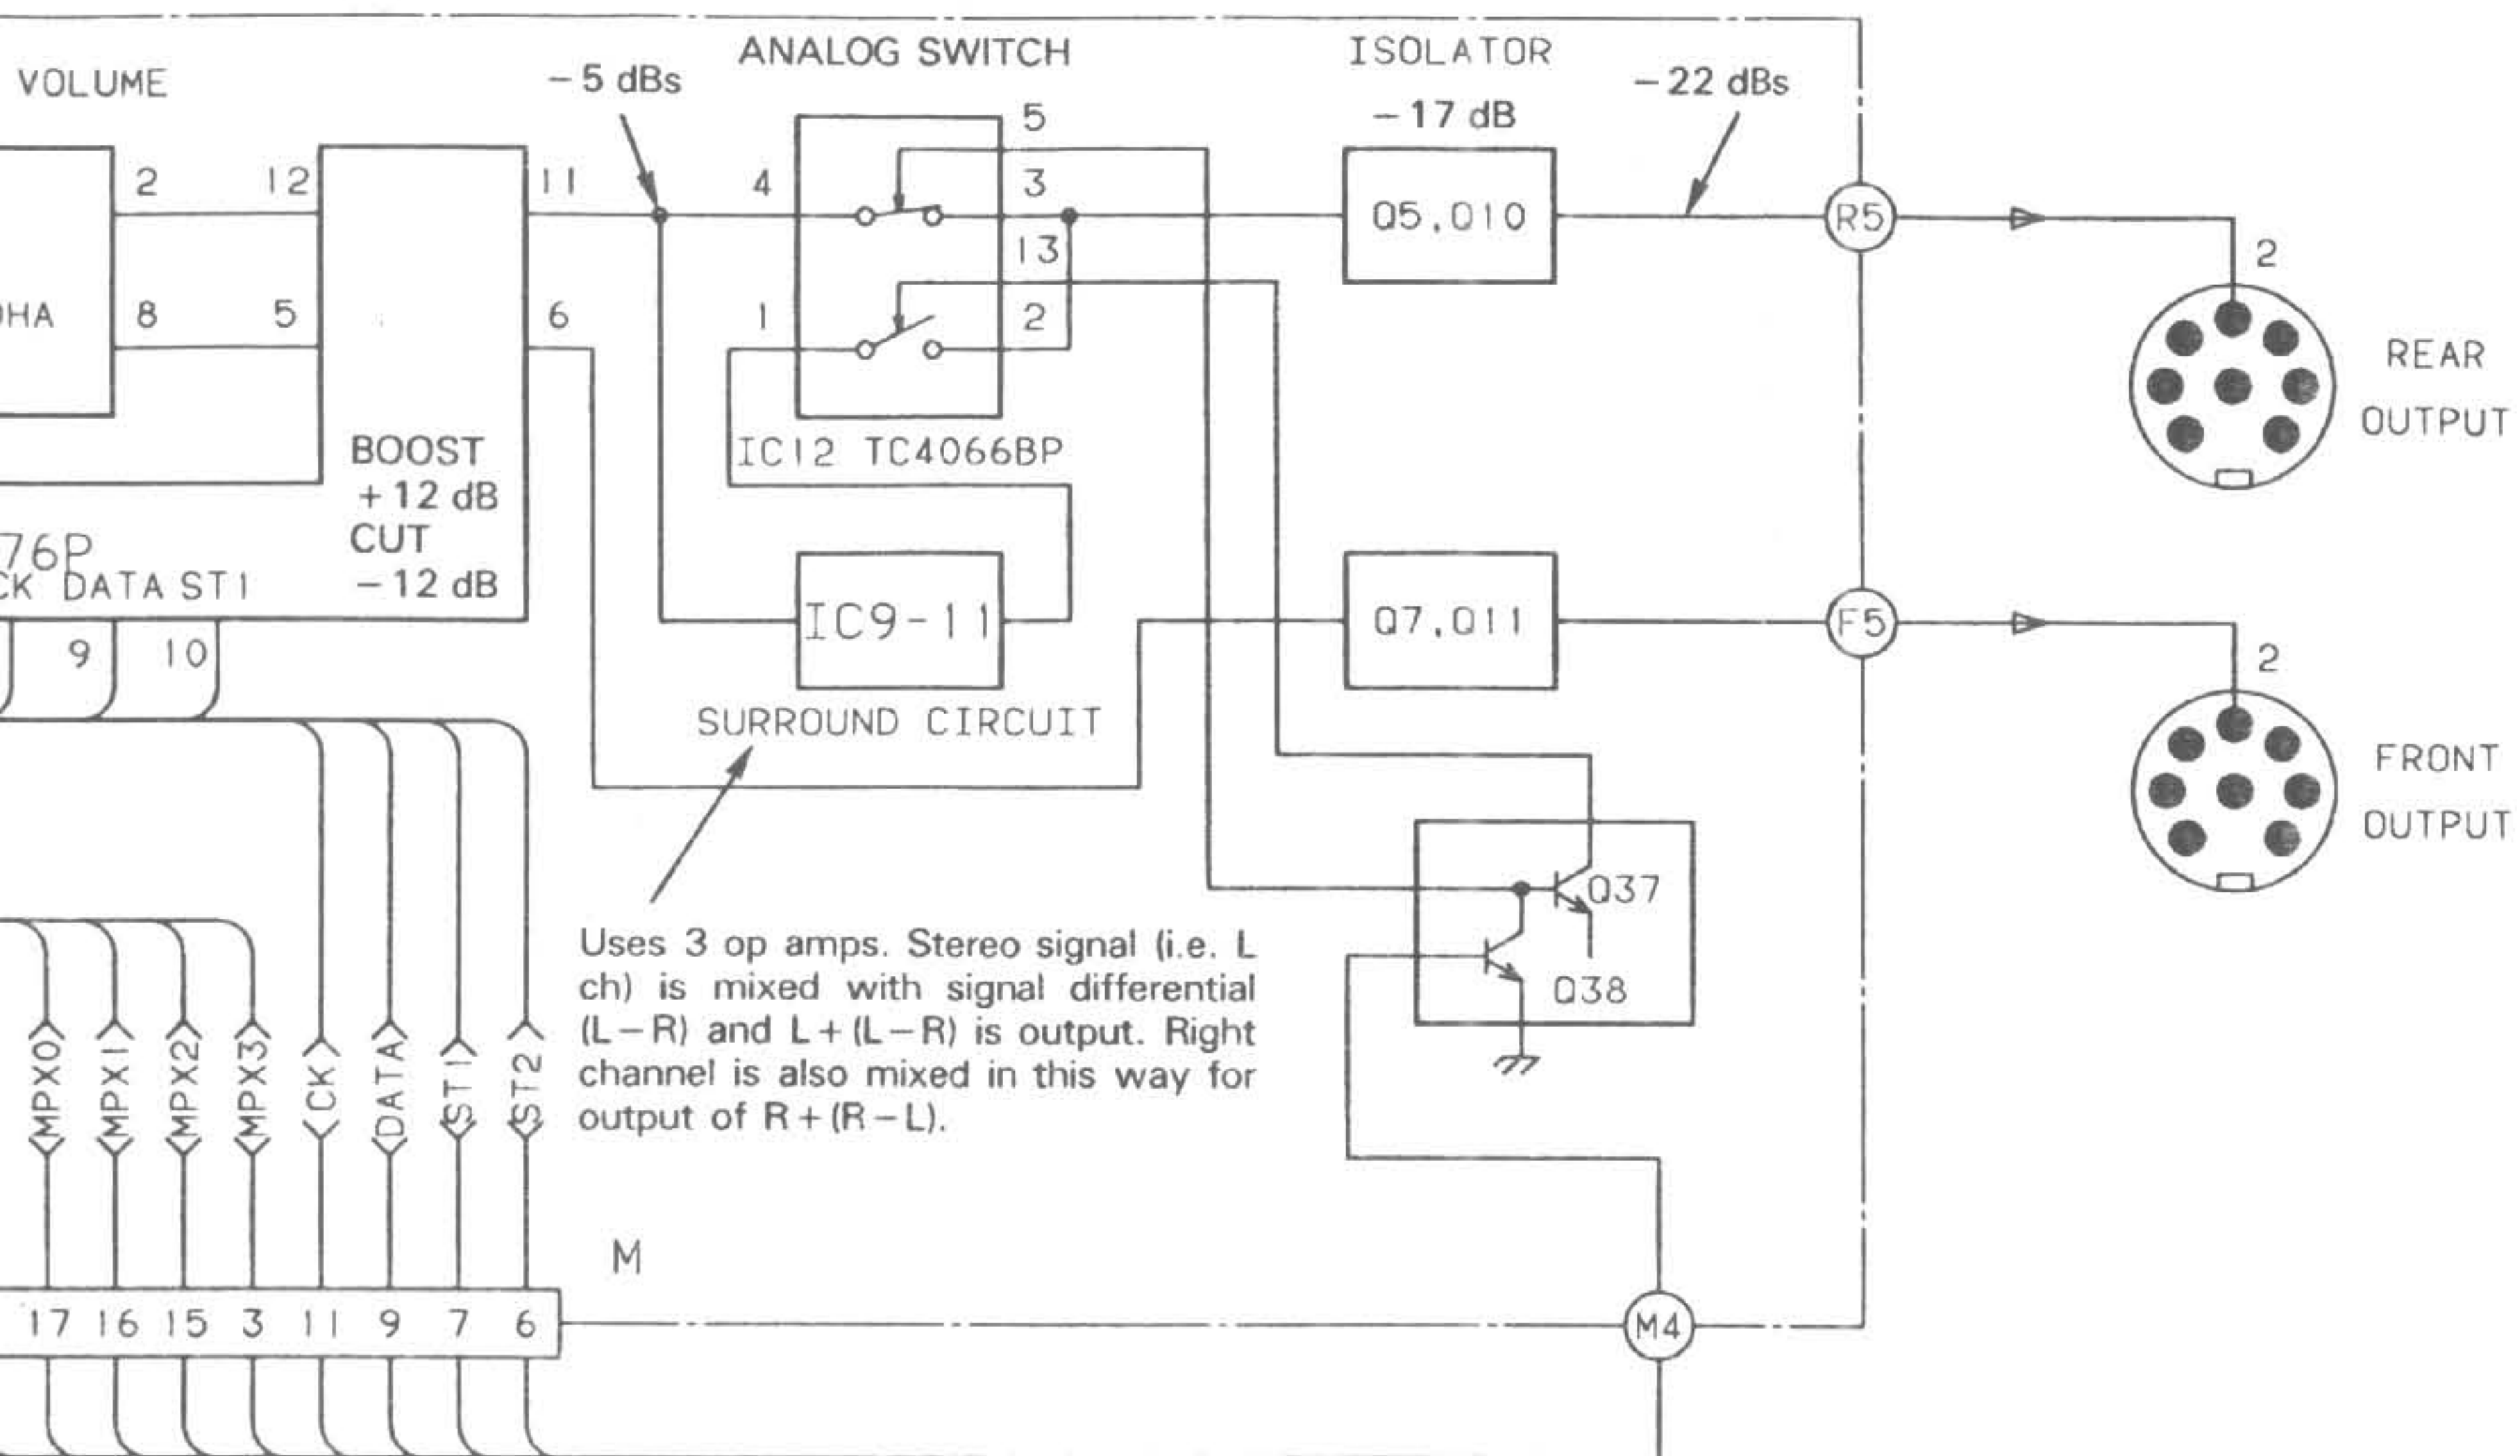 ANALOG SWITCH
ISOLATOR
VOLUME
-5 dBs
-22 dBs
-17 dB
5
2
12
11
4
3
Q5,Q10
R5
2
13
8
5
6
1
2
REAR
OUTPUT
BOOST
+12 dB
CUT
-12 dB
IC12 TC4066BP
76P
DATA ST1
9
10
IC9-11
Q7,Q11
F5
2
SURROUND CIRCUIT
FRONT
OUTPUT
Q37
Q38
Uses 3 op amps. Stereo signal (i.e. L
ch) is mixed with signal differential
(L-R) and L+(L-R) is output. Right
channel is also mixed in this way for
output of R+(R-L).
<MPX0>
<MPX1>
<MPX2>
<MPX3>
<CK>
<DATA>
<ST1>
<ST2>
M
17 16 15 3 11 9 7 6
M4